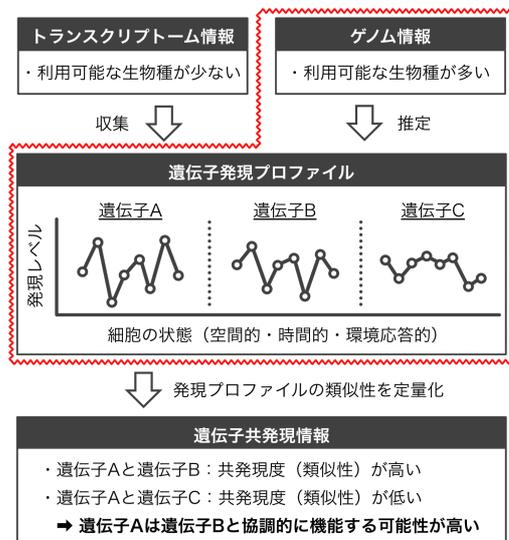 トランスクリプトーム情報
・利用可能な生物種が少ない
ゲノム情報
・利用可能な生物種が多い
収集
推定
遺伝子発現プロファイル
遺伝子A
遺伝子B
遺伝子C
発現レベル
細胞の状態（空間的・時間的・環境応答的）
発現プロファイルの類似性を定量化
遺伝子共発現情報
・遺伝子Aと遺伝子B：共発現度（類似性）が高い
・遺伝子Aと遺伝子C：共発現度（類似性）が低い
➡ 遺伝子Aは遺伝子Bと協調的に機能する可能性が高い